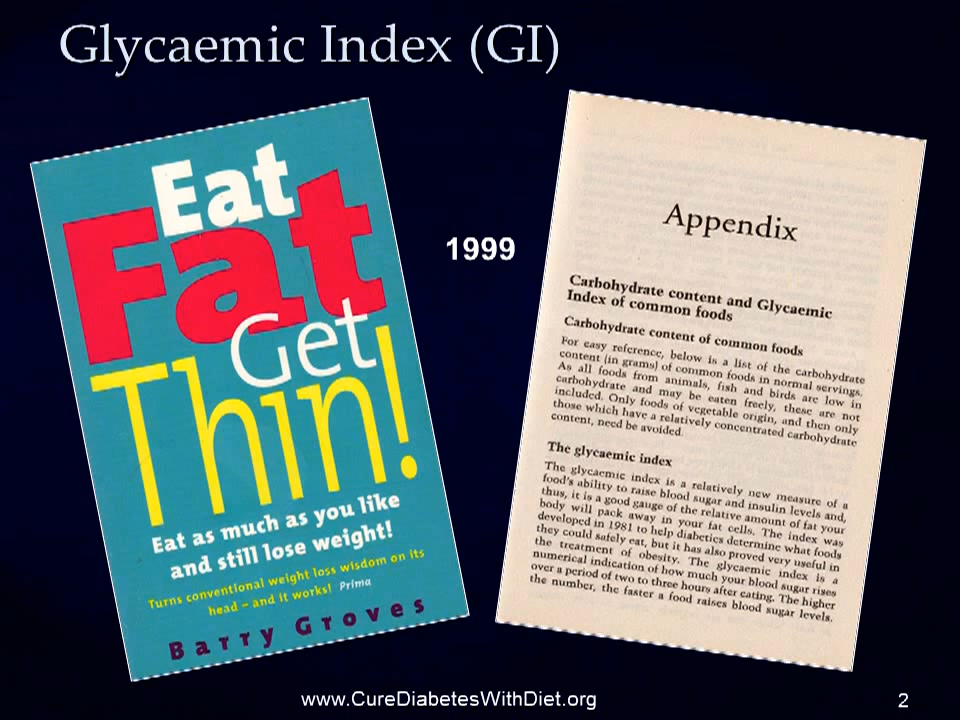 Glycaemic Index (GI)
Eat
Fat
Get
Thin!
Eat as much as you like
and still lose weight!
Turns conventional weight loss wisdom on its
head – and it works! Prima
Barry Groves
1999
Appendix
Carbohydrate content and Glycaemic
Index of common foods
Carbohydrate content of common foods
For easy reference, below is a list of the carbohydrate
content (in grams) of common foods in normal servings.
As all foods from animals, fish and birds are low in
carbohydrate and may be eaten freely, these are not
included. Only foods of vegetable origin, and then only
those which have a relatively concentrated carbohydrate
content, need be avoided.
The glycaemic index
The glycaemic index is a relatively new measure of a
food's ability to raise blood sugar and insulin levels and,
thus, it is a good gauge of the relative amount of fat your
body will pack away in your fat cells. The index was
developed in 1981 to help diabetics determine what foods
they could safely eat, but it has also proved very useful in
the treatment of obesity. The glycaemic index is a
numerical indication of how much your blood sugar rises
over a period of two to three hours after eating. The higher
the number, the faster a food raises blood sugar levels.
www.CureDiabetesWithDiet.org
2